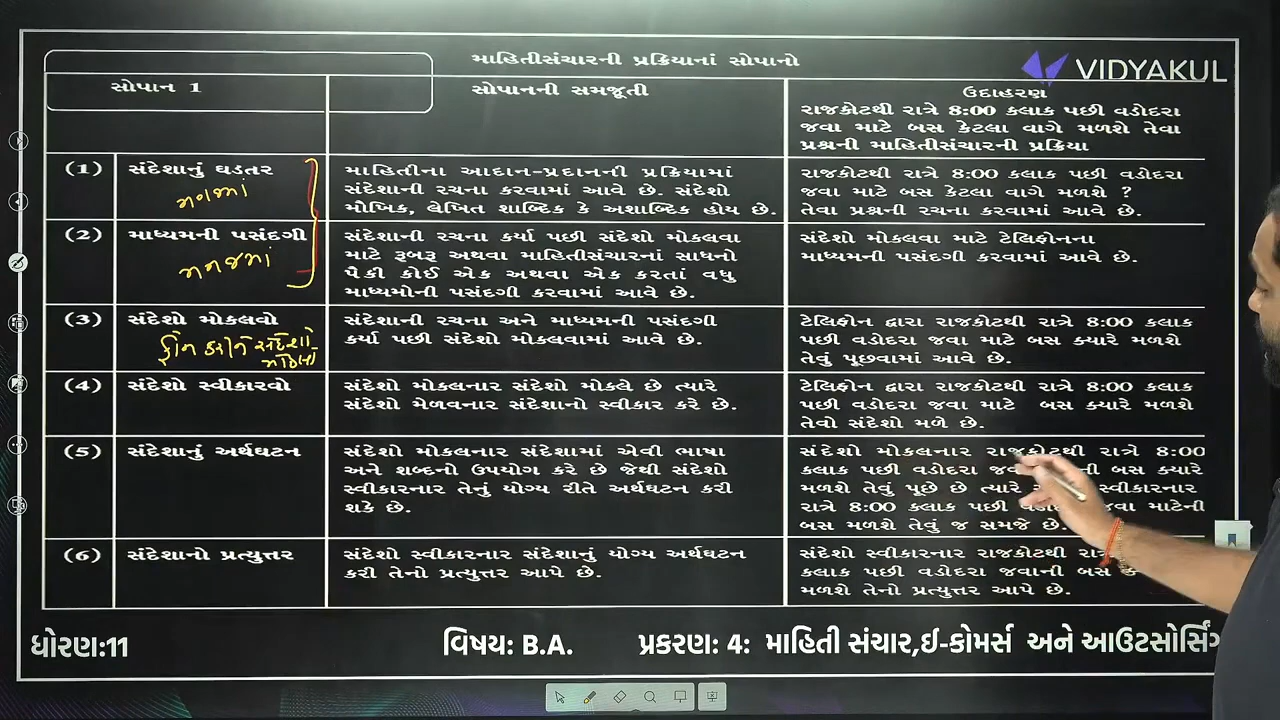 માહિતીસંચારની પ્રક્રિયાનાં સોપાનો
VIDYAKUL
સોપાન 1
સોપાનની સમજૂતી
ઉદાહરણ
રાજકોટથી રાત્રે 8:00 કલાક પછી વડોદરા
જવા માટે બસ કેટલા વાગે મળશે તેવા
પ્રશ્નની માહિતીસંચારની પ્રક્રિયા
(1)
સંદેશાનું ઘડતર
મનમાં
માહિતીના આદાન-પ્રદાનની પ્રક્રિયામાં
સંદેશાની રચના કરવામાં આવે છે. સંદેશો
મૌખિક, લેખિત શાબ્દિક કે અશાબ્દિક હોય છે.
રાજકોટથી રાત્રે 8:00 કલાક પછી વડોદરા
જવા માટે બસ કેટલા વાગે મળશે ?
તેવા પ્રશ્નની રચના કરવામાં આવે છે.
(2)
માધ્યમની પસંદગી
સંદેશાની રચના કર્યા પછી સંદેશો મોકલવા
માટે રૂબરૂ અથવા માહિતીસંચારનાં સાધનો
પૈકી કોઈ એક અથવા એક કરતાં વધુ
માધ્યમોની પસંદગી કરવામાં આવે છે.
સંદેશો મોકલવા માટે ટેલિફોનના
માધ્યમની પસંદગી કરવામાં આવે છે.
(3)
સંદેશો મોકલવો
ફોન કરીને સંદેશો
સંદેશાની રચના અને માધ્યમની પસંદગી
કર્યા પછી સંદેશો મોકલવામાં આવે છે.
ટેલિફોન દ્વારા રાજકોટથી રાત્રે 8:00 કલાક
પછી વડોદરા જવા માટે બસ ક્યારે મળશે
તેવું પૂછવામાં આવે છે.
(4)
સંદેશો સ્વીકારવો
સંદેશો મોકલનાર સંદેશો મોકલે છે ત્યારે
સંદેશો મેળવનાર સંદેશાનો સ્વીકાર કરે છે.
ટેલિફોન દ્વારા રાજકોટથી રાત્રે 8:00 કલાક
પછી વડોદરા જવા માટે બસ ક્યારે મળશે
તેવો સંદેશો મળે છે.
(5)
સંદેશાનું અર્થઘટન
સંદેશો મોકલનાર સંદેશામાં એવી ભાષા
અને શબ્દનો ઉપયોગ કરે છે જેથી સંદેશો
સ્વીકારનાર તેનું યોગ્ય રીતે અર્થઘટન કરી
શકે છે.
સંદેશો મોકલનાર રાજકોટથી રાત્રે 8:00
કલાક પછી વડોદરા બસ ક્યારે
મળશે તેવું પૂછે છે ત્યારે સ્વીકારનાર
રાત્રે 8:00 કલાક પછી જવા માટેની
બસ મળશે તેવું જ સમજે છે.
(6)
સંદેશાનો પ્રત્યુત્તર
સંદેશો સ્વીકારનાર સંદેશાનું યોગ્ય અર્થઘટન
કરી તેનો પ્રત્યુત્તર આપે છે.
સંદેશો સ્વીકારનાર રાજકોટથી
કલાક પછી વડોદરા જવાની બસ
મળશે તેનો પ્રત્યુત્તર આપે છે.
ધોરણ:11
વિષય: B.A.
પ્રકરણ: 4: માહિતી સંચાર,ઈ-કોમર્સ અને આઉટસોર્સિંગ